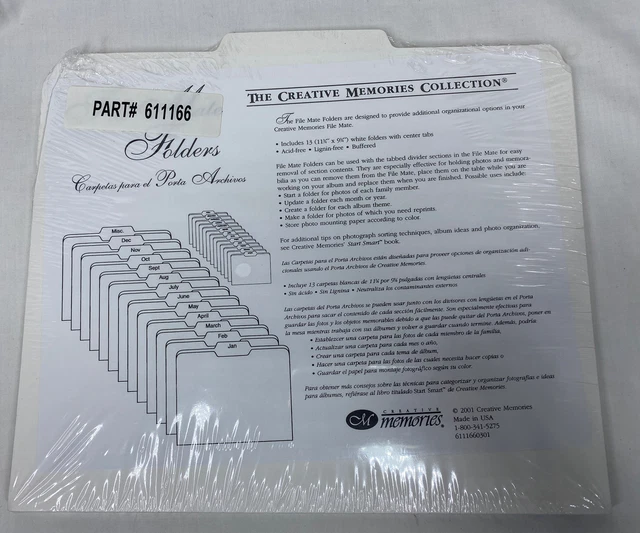 PART# 611166
Folders
Carpetas para el Porta Archivos
Misc.
Dec
Nov
Oct
Sept
Aug
July
June
May
April
March
Feb
Jan
THE CREATIVE MEMORIES COLLECTION®
The File Mate Folders are designed to provide additional organizational options in your
Creative Memories File Mate.
• Includes 13 (11¾" x 9¾") white folders with center tabs
• Acid-free • Lignin-free • Buffered
File Mate Folders can be used with the tabbed divider sections in the File Mate for easy
removal of section contents. They are especially effective for holding photos and memora-
bilia as you can remove them from the File Mate, place them on the table while you are
working on your album and replace them when you are finished. Possible uses include:
• Start a folder for photos of each family member.
• Update a folder each month or year.
• Create a folder for each album theme.
• Make a folder for photos of which you need reprints.
• Store photo mounting paper according to color.
For additional tips on photograph sorting techniques, album ideas and photo organization,
see Creative Memories' Start Smart™ book.
Las Carpetas para el Porta Archivos están diseñadas para proveer opciones de organización adi-
cionales usando el Porta Archivos de Creative Memories.
• Incluye 13 carpetas blancas de 11¾ por 9¾ pulgadas con lengüetas centrales
• Sin ácido • Sin Lignina • Neutraliza los contaminantes externos
Las carpetas del Porta Archivos se pueden usar junto con los divisores con lengüetas en el Porta
Archivos para sacar el contenido de cada sección fácilmente. Son especialmente efectivas para
guardar las fotos y los objetos memorables debido a que las puede quitar del Porta Archivos, poner en
la mesa mientras trabaja con sus álbumes y volver a guardar cuando termine. Además, podría:
• Establecer una carpeta para las fotos de cada miembro de la familia,
• Actualizar una carpeta para cada mes o año,
• Crear una carpeta para cada tema de álbum,
• Hacer una carpeta para las fotos de las cuales necesita hacer copias o
• Guardar el papel para montaje fotográfico según su color
Para obtener más consejos sobre las técnicas para categorizar y organizar fotografías e ideas
para álbumes, refiérase al libro titulado Start Smart™ de Creative Memories.
CM CREATIVE
memories®
© 2001 Creative Memories
Made in USA
1-800-341-5275
6111660301